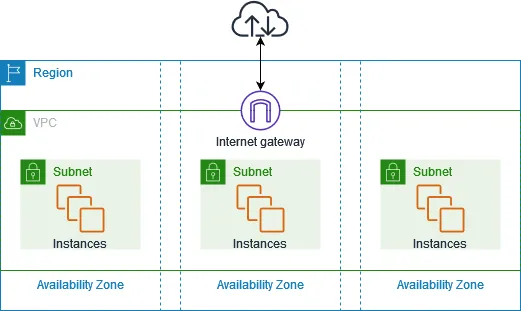 Region
VPC
Internet gateway
Subnet
Subnet
Subnet
Instances
Instances
Instances
Availability Zone
Availability Zone
Availability Zone